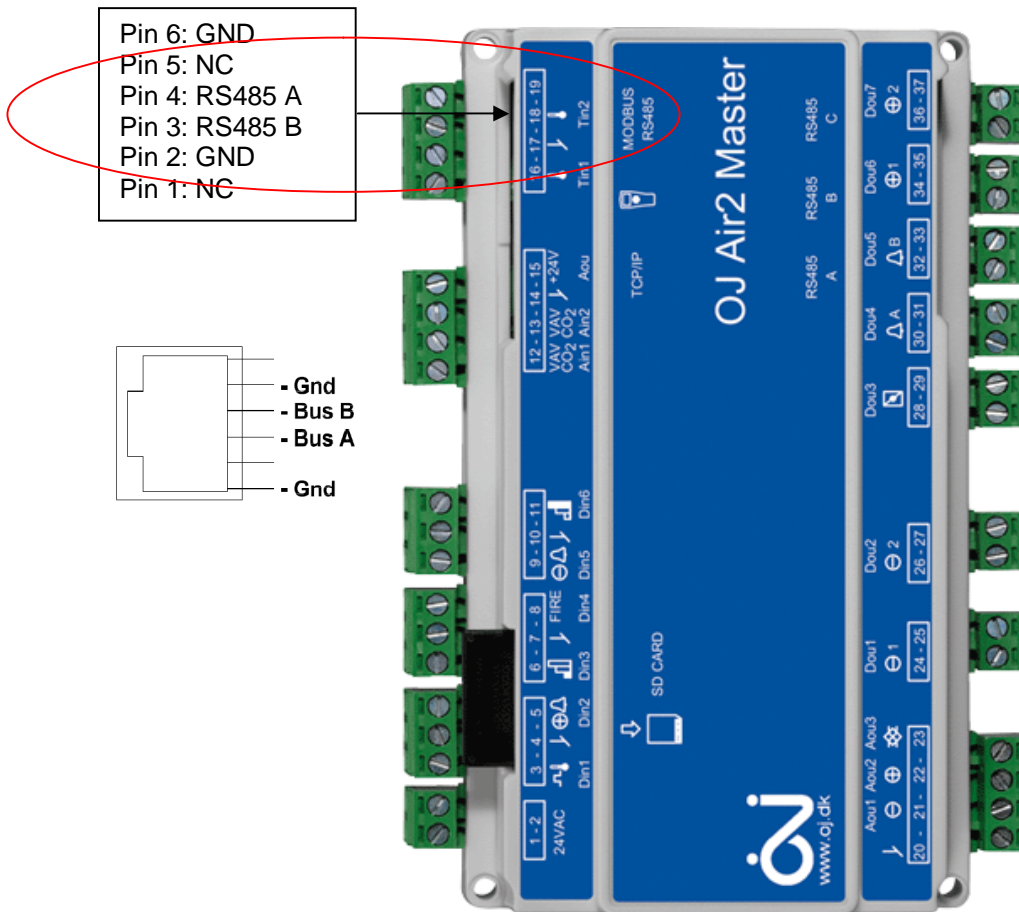 Pin 6: GND
Pin 5: NC
Pin 4: RS485 A
Pin 3: RS485 B
Pin 2: GND
Pin 1: NC
- Gnd
- Bus B
- Bus A
- Gnd
16 - 17 - 18 - 19
Tin1 Tin2
12 - 13 - 14 - 15
VAV VAV +24V
CO2 CO2
Ain1 Ain2 Aou
9 - 10 - 11
Din5 Din6
6 - 7 - 8
FIRE
Din3 Din4
3 - 4 - 5
Din1 Din2
1 - 2
24VAC
MODBUS
RS485
TCP/IP
SD CARD
OJ Air2 Master
RS485
A
RS485
B
RS485
C
OJ
www.oj.dk
Dou7
2
36 - 37
Dou6
1
34 - 35
Dou5
B
32 - 33
Dou4
A
30 - 31
Dou3
28 - 29
Dou2
2
26 - 27
Dou1
1
24 - 25
Aou1 Aou2 Aou3
20 - 21 - 22 - 23